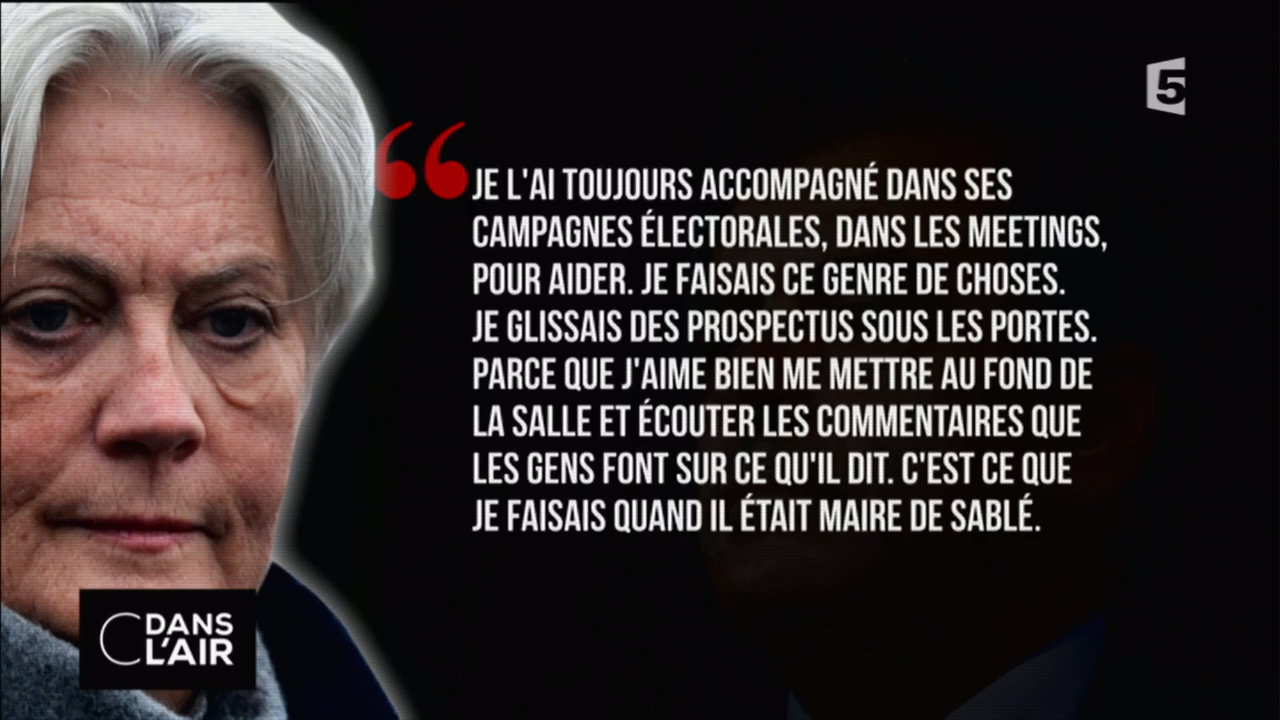 5
“JE L'AI TOUJOURS ACCOMPAGNÉ DANS SES
CAMPAGNES ÉLECTORALES, DANS LES MEETINGS,
POUR AIDER. JE FAISAIS CE GENRE DE CHOSES.
JE GLISSAIS DES PROSPECTUS SOUS LES PORTES.
PARCE QUE J'AIME BIEN ME METTRE AU FOND DE
LA SALLE ET ÉCOUTER LES COMMENTAIRES QUE
LES GENS FONT SUR CE QU'IL DIT. C'EST CE QUE
JE FAISAIS QUAND IL ÉTAIT MAIRE DE SABLÉ.
C DANS
L'AIR